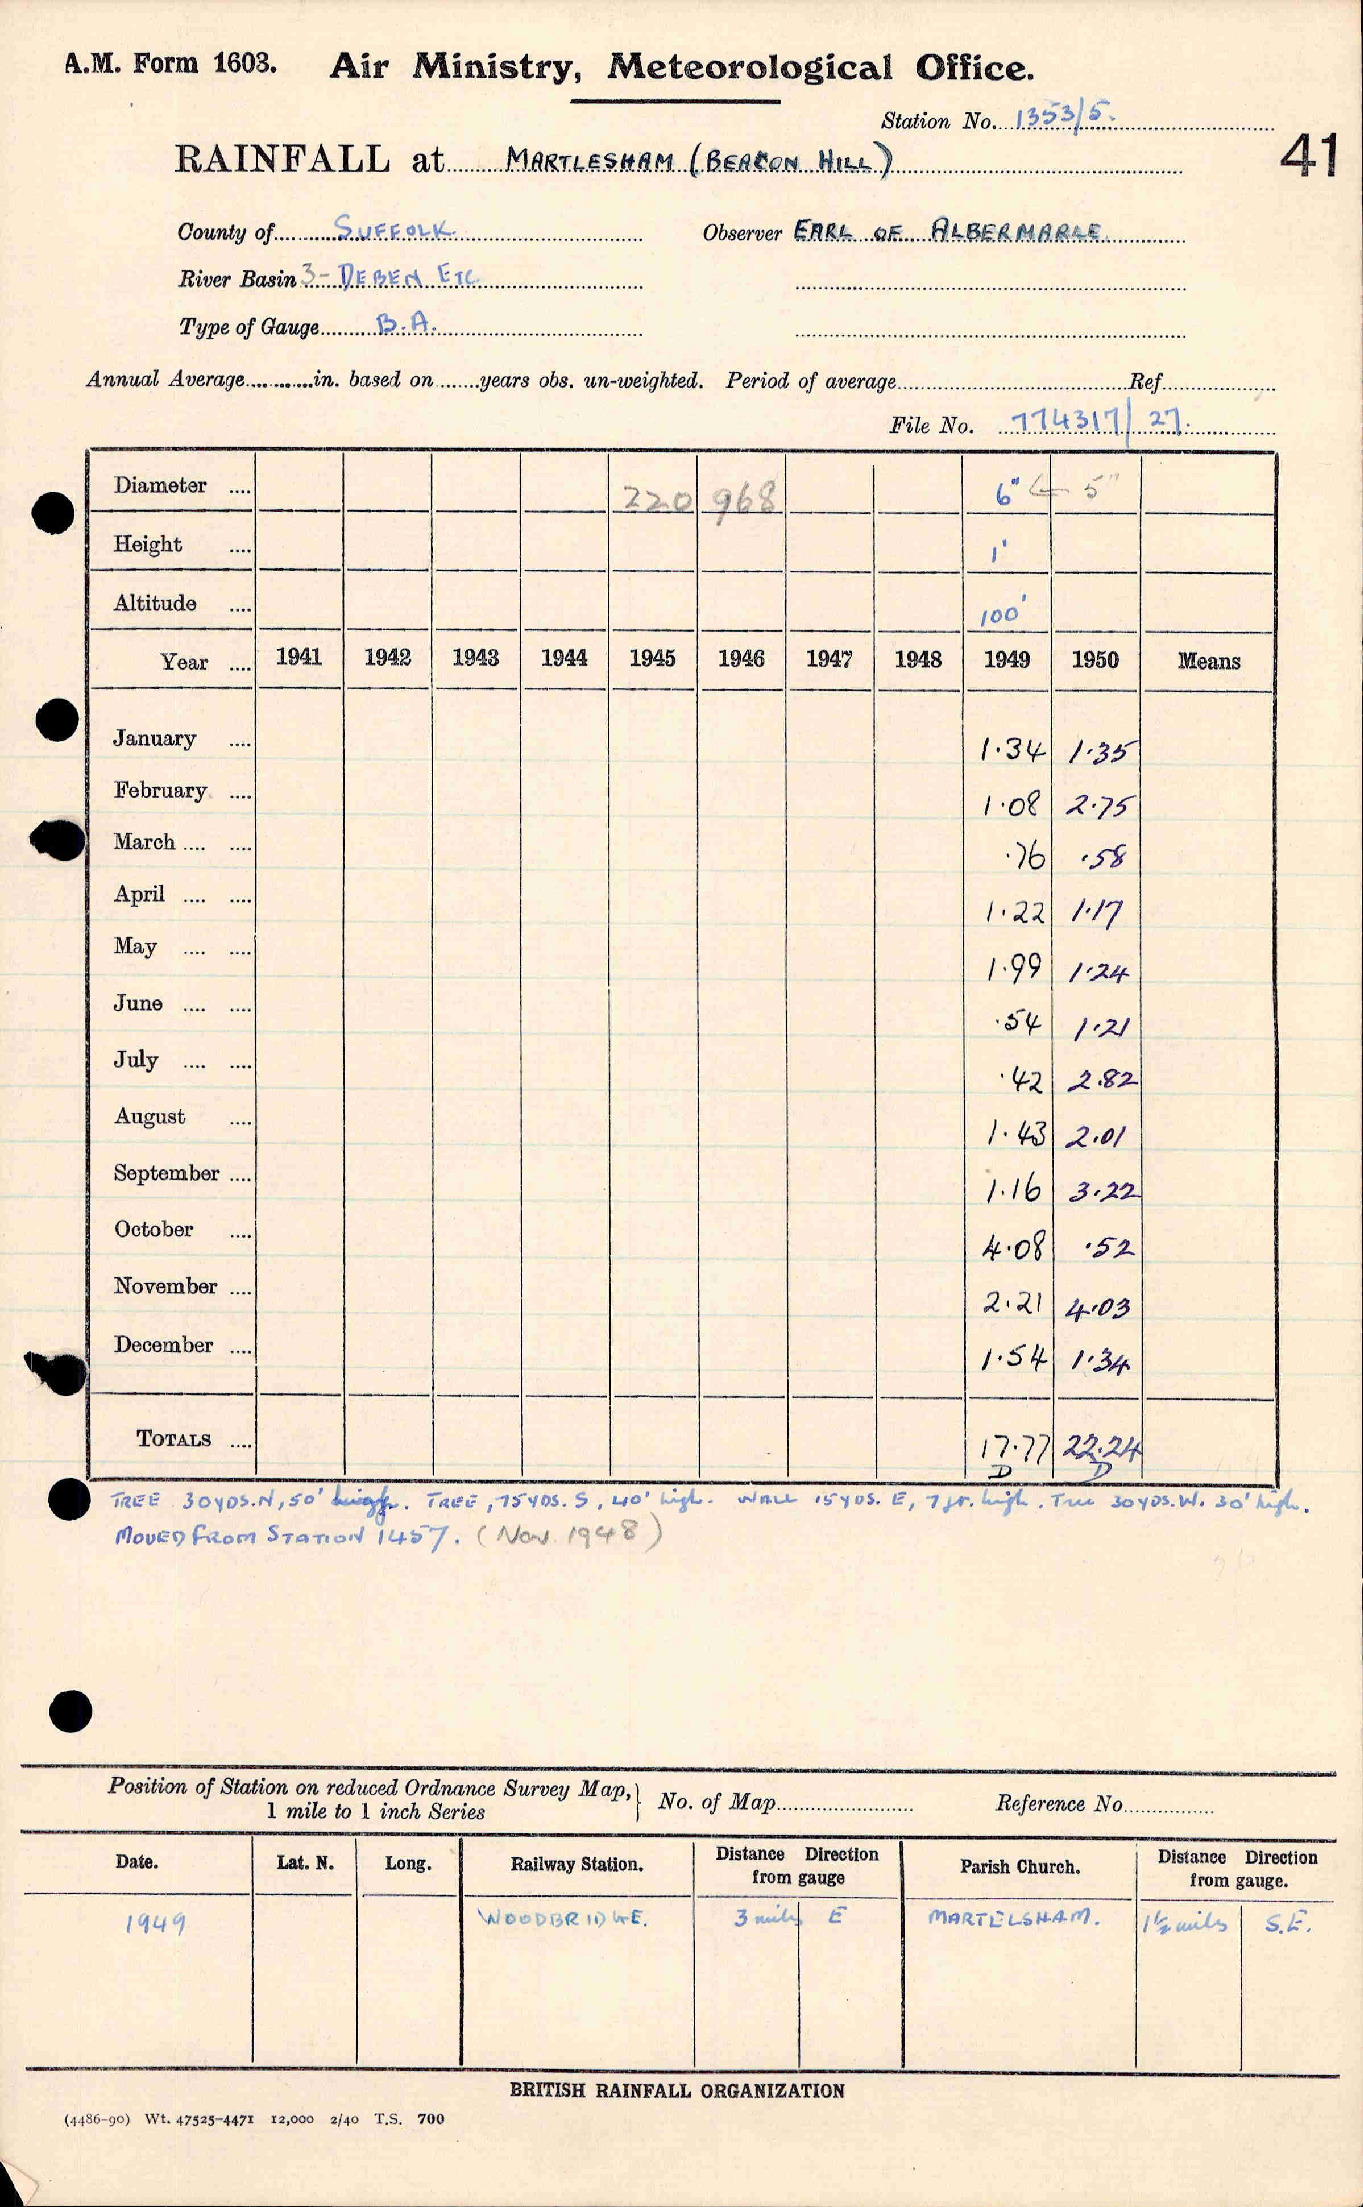 A.M. Form 1603. Air Ministry, Meteorological Office.
Station No. 1353/5.
41
RAINFALL at MARTLESHAM (BEACON HILL)
County of SUFFOLK. Observer EARL OF ALBERMARLE.
River Basin 3- DEBEN ETC
Type of Gauge B.A.
Annual Average in. based on years obs. un-weighted. Period of average Ref
File No. 774317/27.
Diameter 220 968 6" ← 5"
Height 1'
Altitude 100'
Year 1941 1942 1943 1944 1945 1946 1947 1948 1949 1950 Means
January 1.34 1.35
February 1.08 2.75
March .76 .58
April 1.22 1.17
May 1.99 1.24
June .54 1.21
July .42 2.82
August 1.43 2.01
September 1.16 3.22
October 4.08 .52
November 2.21 4.03
December 1.54 1.34
TOTALS 17.77 22.24
D D
TREE 30YDS.N, 50' high. TREE, 75YDS. S, 40' high. WALL 15YDS. E, 7 ft. high. Tree 30YDS.W. 30' high.
MOVED FROM STATION 1457. (Nov. 1948)
Position of Station on reduced Ordnance Survey Map, 1 mile to 1 inch Series } No. of Map Reference No
Date. Lat. N. Long. Railway Station. Distance Direction from gauge Parish Church. Distance Direction from gauge.
1949 WOODBRIDGE. 3 miles E MARTELSHAM. 1½ miles S.E.
BRITISH RAINFALL ORGANIZATION
(4486-90) Wt. 47525-4471 12,000 2/40 T.S. 700